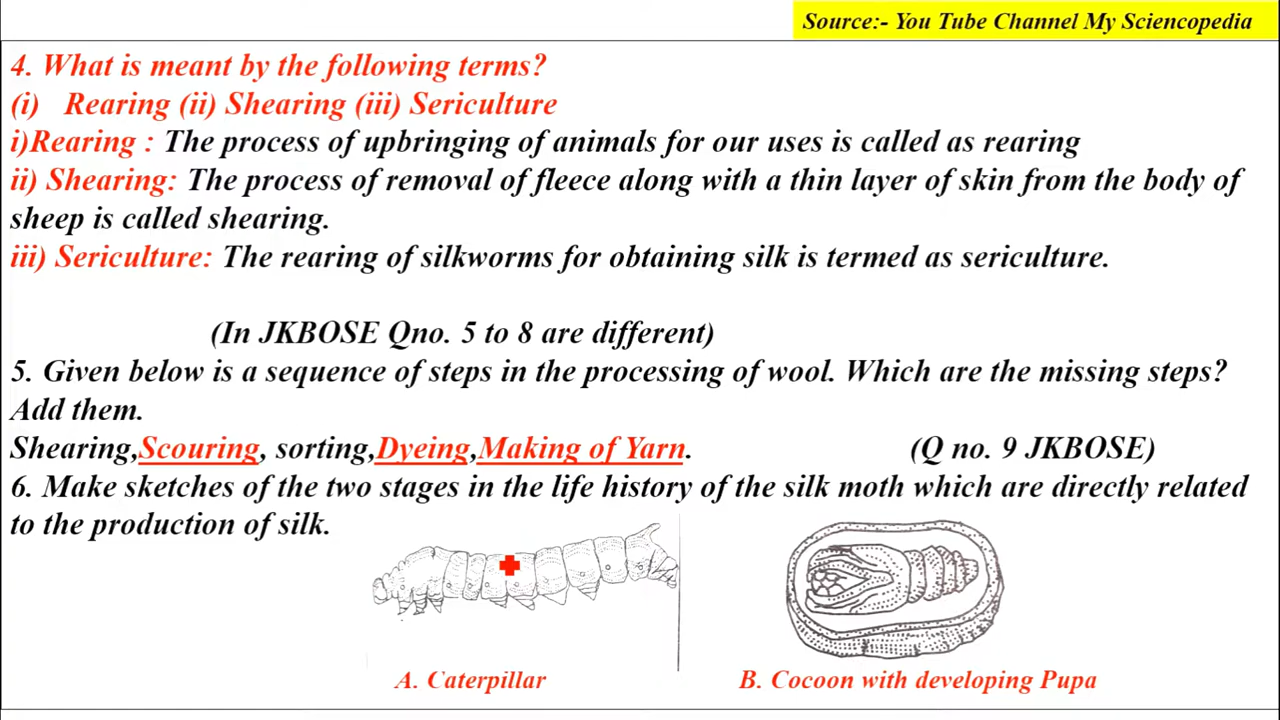 Source:- You Tube Channel My Sciencopedia
4. What is meant by the following terms?
(i) Rearing (ii) Shearing (iii) Sericulture
i)Rearing : The process of upbringing of animals for our uses is called as rearing
ii) Shearing: The process of removal of fleece along with a thin layer of skin from the body of
sheep is called shearing.
iii) Sericulture: The rearing of silkworms for obtaining silk is termed as sericulture.
(In JKBOSE Qno. 5 to 8 are different)
5. Given below is a sequence of steps in the processing of wool. Which are the missing steps?
Add them.
Shearing,Scouring, sorting,Dyeing,Making of Yarn. (Q no. 9 JKBOSE)
6. Make sketches of the two stages in the life history of the silk moth which are directly related
to the production of silk.
A. Caterpillar B. Cocoon with developing Pupa